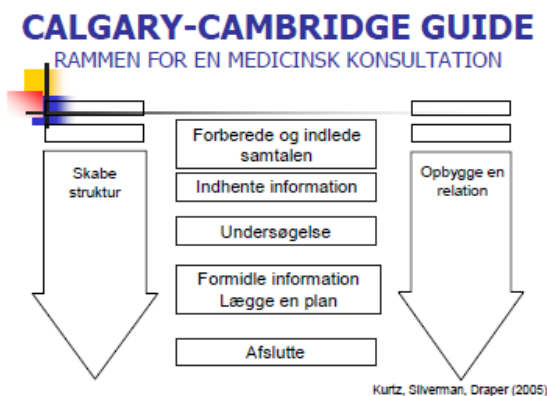 CALGARY-CAMBRIDGE GUIDE
RAMMEN FOR EN MEDICINSK KONSULTATION
Forberede og indlede
samtalen
Skabe
struktur
Opbygge en
relation
Indhente information
Undersøgelse
Formidle information
Lægge en plan
Afslutte
Kurtz, Silverman, Draper (2005)